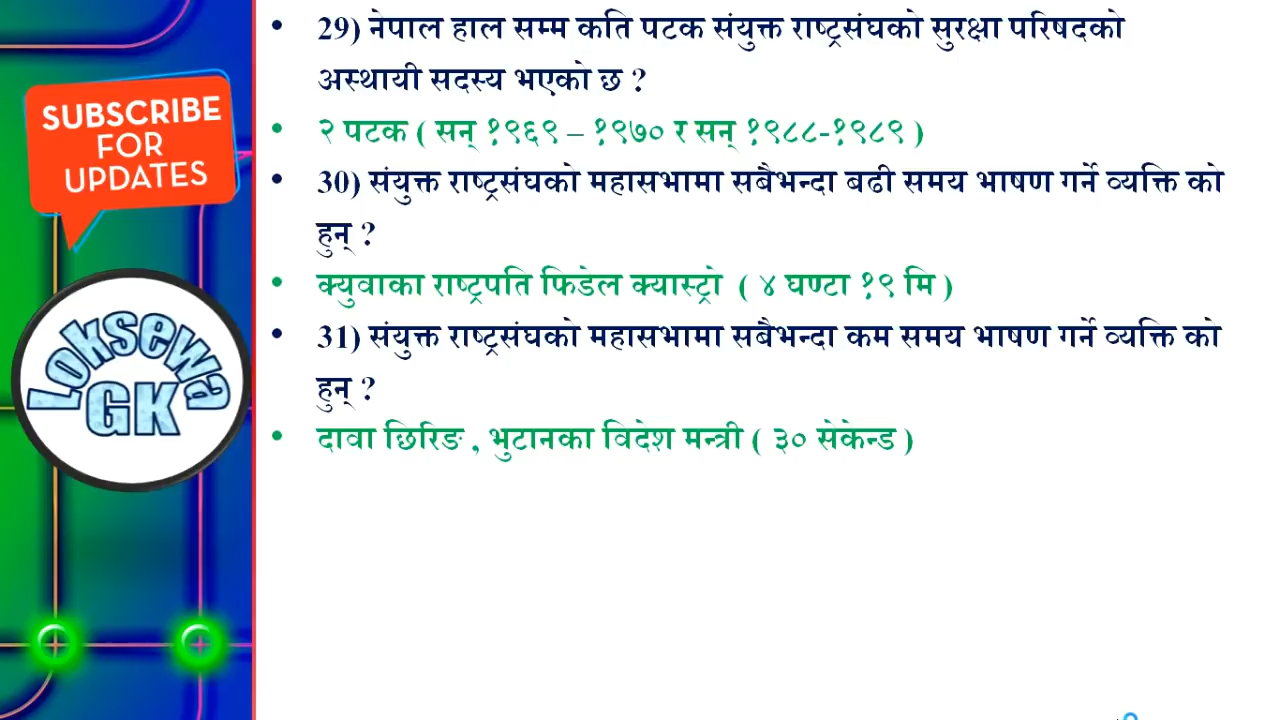 SUBSCRIBE
FOR
UPDATES
Loksewa
GK
• 29) नेपाल हाल सम्म कति पटक संयुक्त राष्ट्रसंघको सुरक्षा परिषदको
अस्थायी सदस्य भएको छ ?
• २ पटक ( सन् १९६९ – १९७० र सन् १९८८-१९८९ )
• 30) संयुक्त राष्ट्रसंघको महासभामा सबैभन्दा बढी समय भाषण गर्ने व्यक्ति को
हुन् ?
• क्युवाका राष्ट्रपति फिडेल क्यास्ट्रो ( ४ घण्टा १९ मि )
• 31) संयुक्त राष्ट्रसंघको महासभामा सबैभन्दा कम समय भाषण गर्ने व्यक्ति को
हुन् ?
• दावा छिरिङ , भुटानका विदेश मन्त्री ( ३० सेकेन्ड )